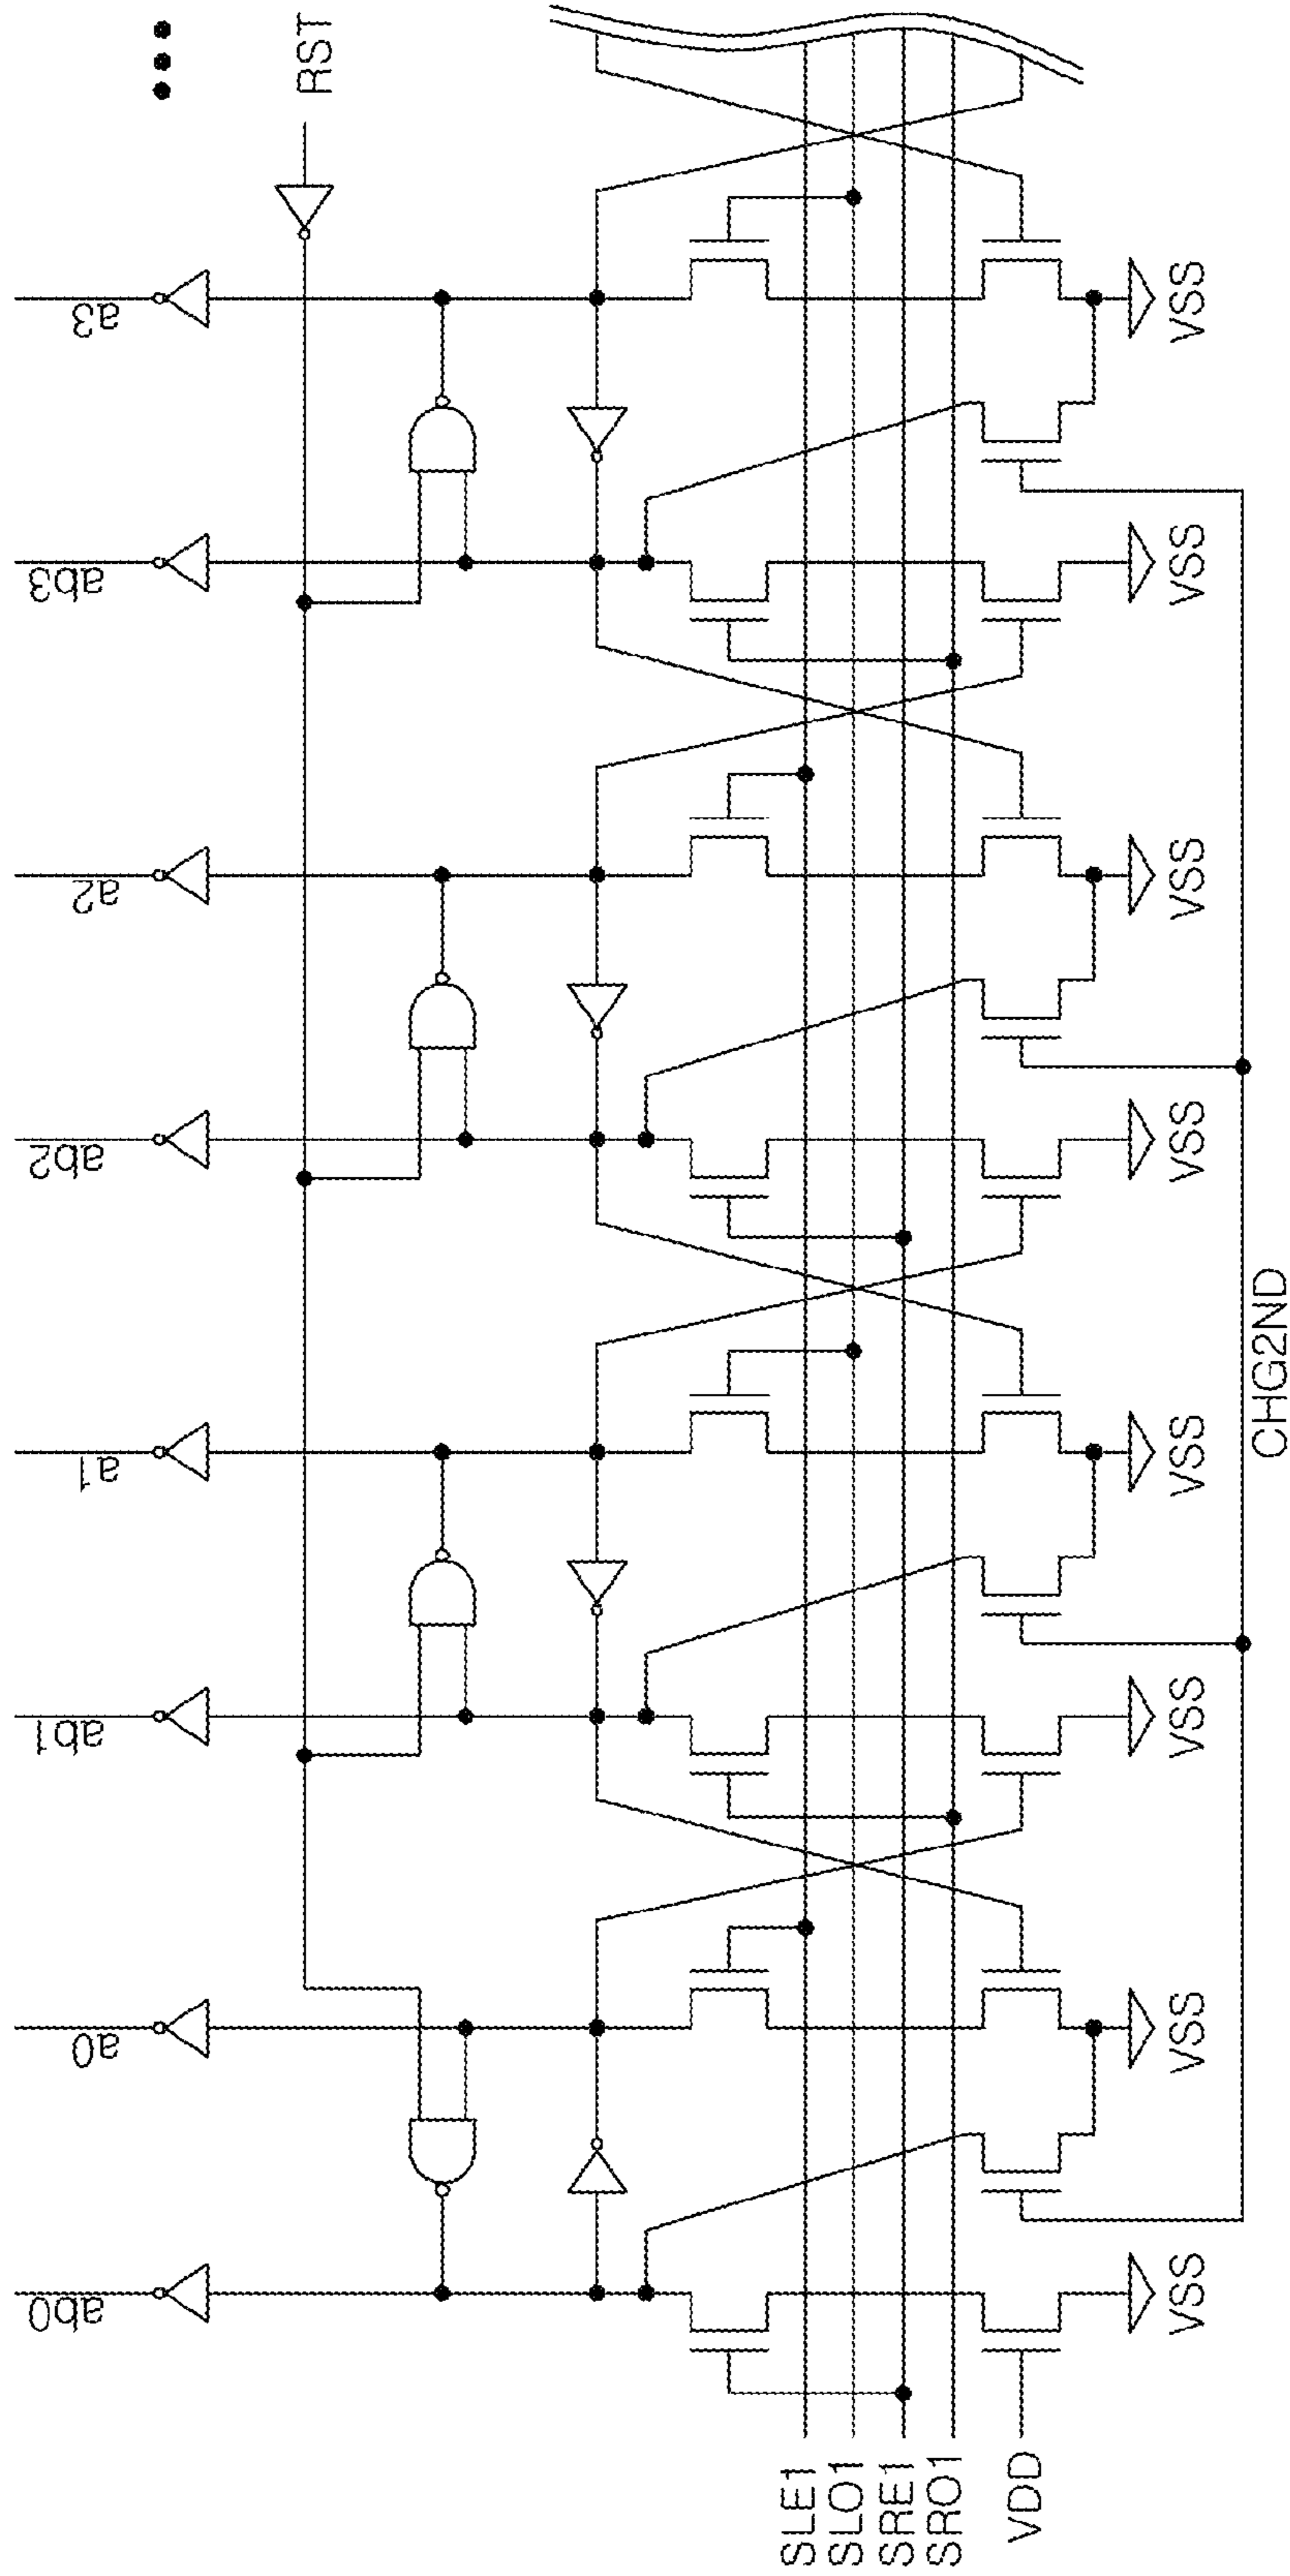 RST
a3
ab3
a2
ab2
a1
ab1
a0
ab0
VSS
VSS
VSS
VSS
VSS
VSS
VSS
VSS
CHG2ND
SLE1
SLO1
SRE1
SRO1
VDD